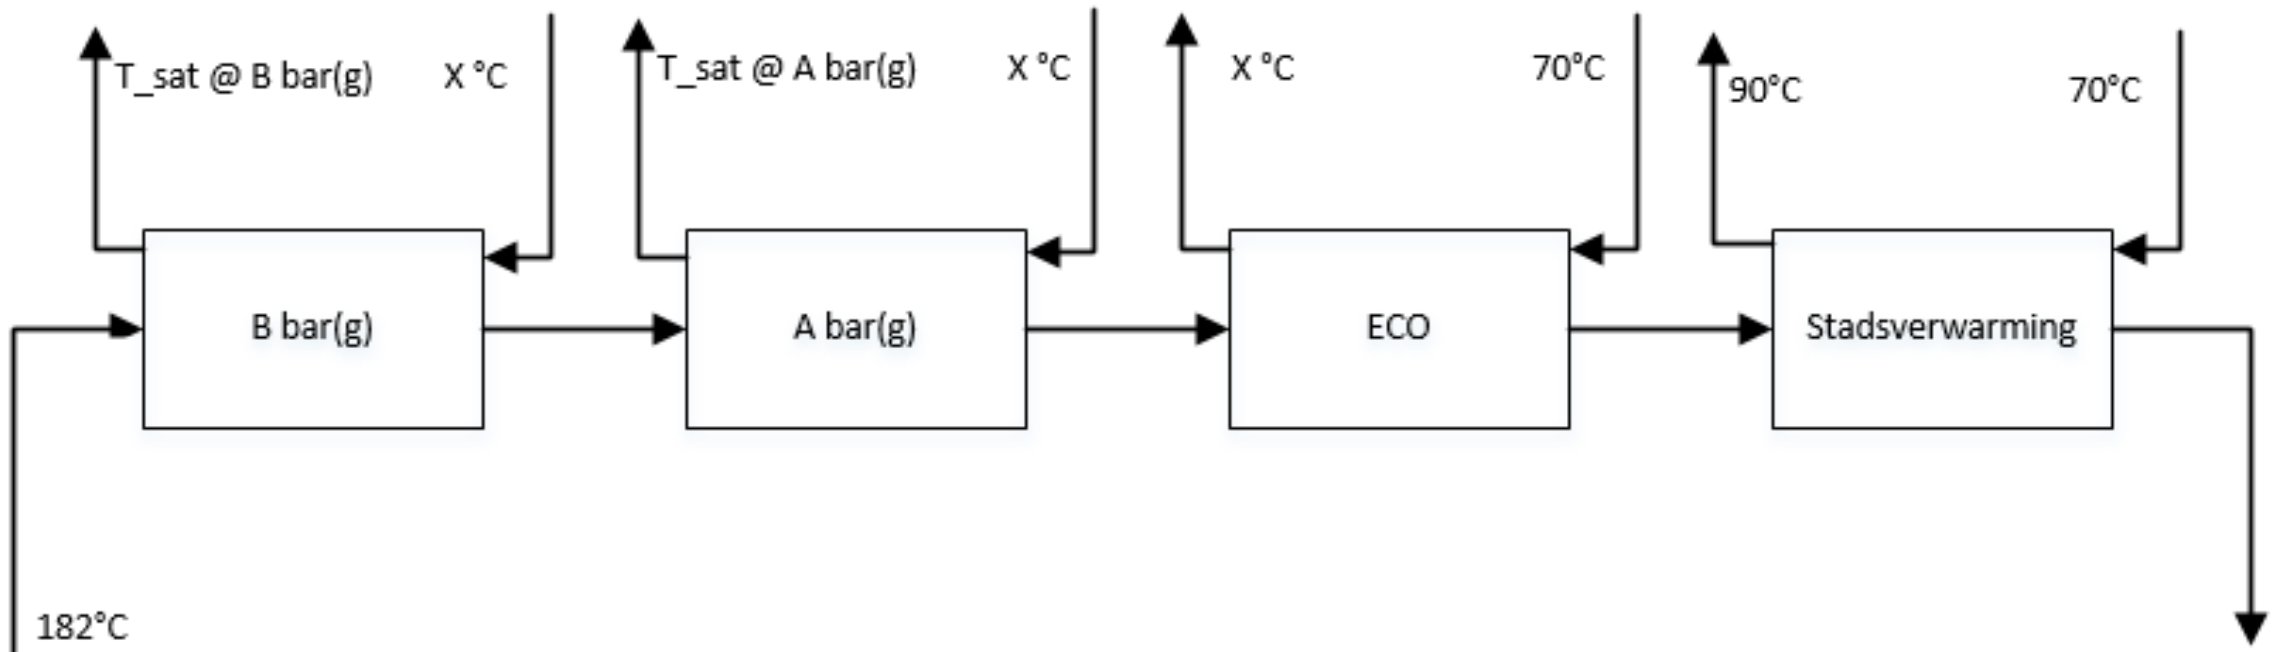 T_sat @ B bar(g)
X °C
T_sat @ A bar(g)
X °C
X °C
70°C
90°C
70°C
B bar(g)
A bar(g)
ECO
Stadsverwarming
182°C